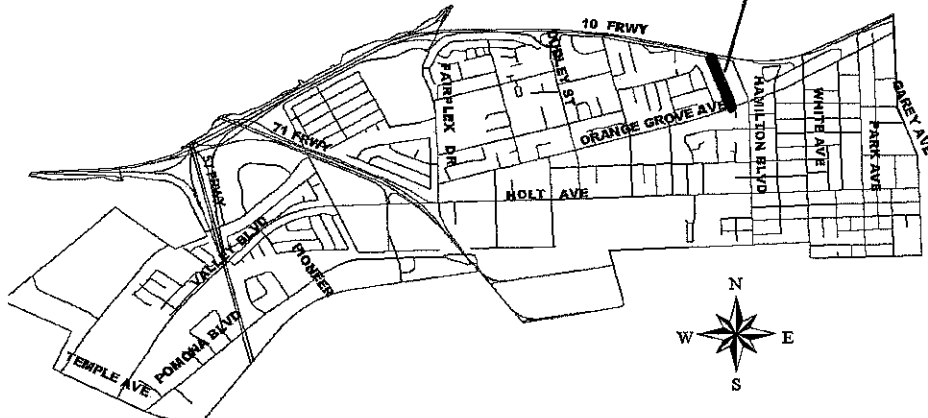 10 FRWY
DUDLEY ST
FAIRPLEX DR
ORANGE GROVE AVE
HAMILTON BLVD
WHITE AVE
PARK AVE
GAREY AVE
71 FRWY
57 FRWY
HOLT AVE
VALLEY BLVD
PIONEER
POMONA BLVD
TEMPLE AVE
N
W
E
S